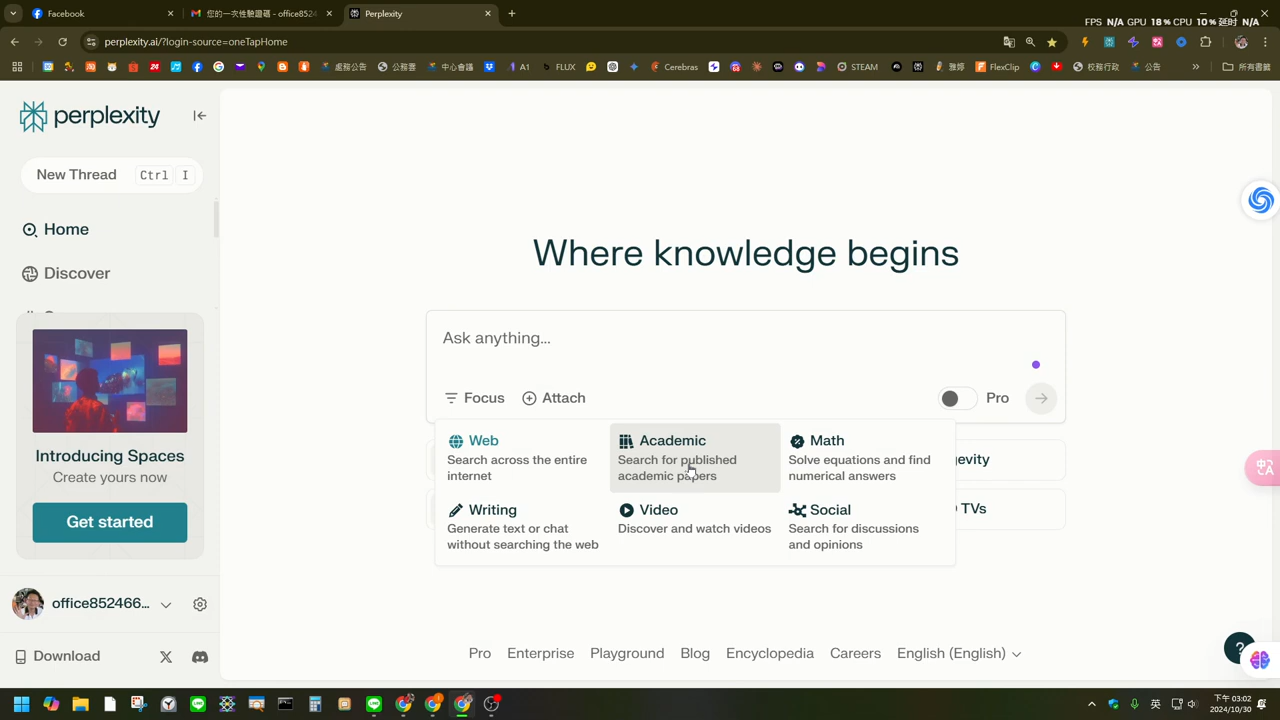 Facebook
您的一次性驗證碼 - office8524
Perplexity
FPS N/A GPU 18 % CPU 10 % 延时 N/A
perplexity.ai/?login-source=oneTapHome
A1
FLUX
Cerebras
STEAM
雅婷
FlexClip
校務行政
公告
所有書籤
處務公告
公務雲
中心會議
perplexity
New Thread
Ctrl I
Home
Discover
Introducing Spaces
Create yours now
Get started
office852466...
Download
Where knowledge begins
Ask anything...
Focus
Attach
Pro
Web
Search across the entire
internet
Academic
Search for published
academic papers
Math
Solve equations and find
numerical answers
Writing
Generate text or chat
without searching the web
Video
Discover and watch videos
Social
Search for discussions
and opinions
gevity
TVs
Pro
Enterprise
Playground
Blog
Encyclopedia
Careers
English (English)
?
英
下午 03:02
2024/10/30